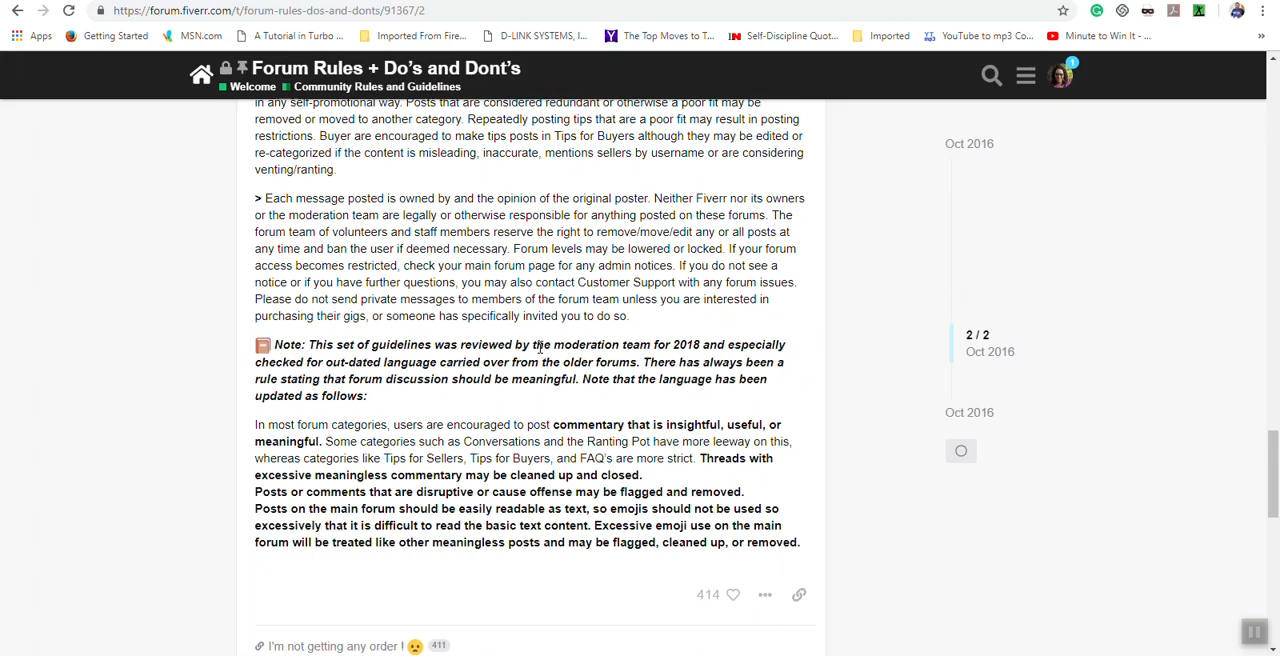 https://forum.fiverr.com/t/forum-rules-dos-and-donts/91367/2
Apps Getting Started MSN.com A Tutorial in Turbo ... Imported From Fire... D-LINK SYSTEMS, I... The Top Moves to T... Self-Discipline Quot... Imported YouTube to mp3 Co... Minute to Win It - ... »
Forum Rules + Do's and Dont's
Welcome Community Rules and Guidelines
1
in any self-promotional way. Posts that are considered redundant or otherwise a poor fit may be
removed or moved to another category. Repeatedly posting tips that are a poor fit may result in posting
restrictions. Buyer are encouraged to make tips posts in Tips for Buyers although they may be edited or
re-categorized if the content is misleading, inaccurate, mentions sellers by username or are considering
venting/ranting.
> Each message posted is owned by and the opinion of the original poster. Neither Fiverr nor its owners
or the moderation team are legally or otherwise responsible for anything posted on these forums. The
forum team of volunteers and staff members reserve the right to remove/move/edit any or all posts at
any time and ban the user if deemed necessary. Forum levels may be lowered or locked. If your forum
access becomes restricted, check your main forum page for any admin notices. If you do not see a
notice or if you have further questions, you may also contact Customer Support with any forum issues.
Please do not send private messages to members of the forum team unless you are interested in
purchasing their gigs, or someone has specifically invited you to do so.
Note: This set of guidelines was reviewed by the moderation team for 2018 and especially
checked for out-dated language carried over from the older forums. There has always been a
rule stating that forum discussion should be meaningful. Note that the language has been
updated as follows:
In most forum categories, users are encouraged to post commentary that is insightful, useful, or
meaningful. Some categories such as Conversations and the Ranting Pot have more leeway on this,
whereas categories like Tips for Sellers, Tips for Buyers, and FAQ's are more strict. Threads with
excessive meaningless commentary may be cleaned up and closed.
Posts or comments that are disruptive or cause offense may be flagged and removed.
Posts on the main forum should be easily readable as text, so emojis should not be used so
excessively that it is difficult to read the basic text content. Excessive emoji use on the main
forum will be treated like other meaningless posts and may be flagged, cleaned up, or removed.
414
I'm not getting any order ! 411
Oct 2016
2 / 2
Oct 2016
Oct 2016